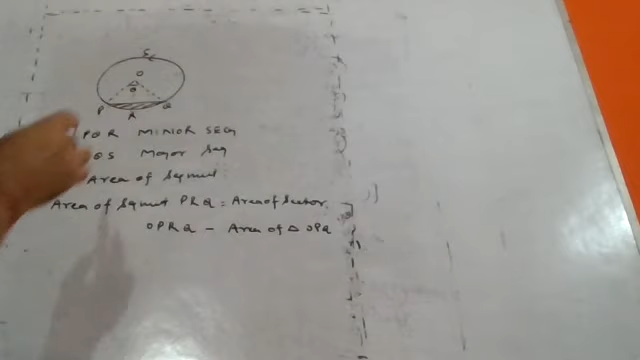 S
O
θ
P
Q
R
PQR MINOR SEG
QS Major Seg
Area of Segment
Area of Segment PRQ = Area of Sector
OPRQ - Area of △ OPQ